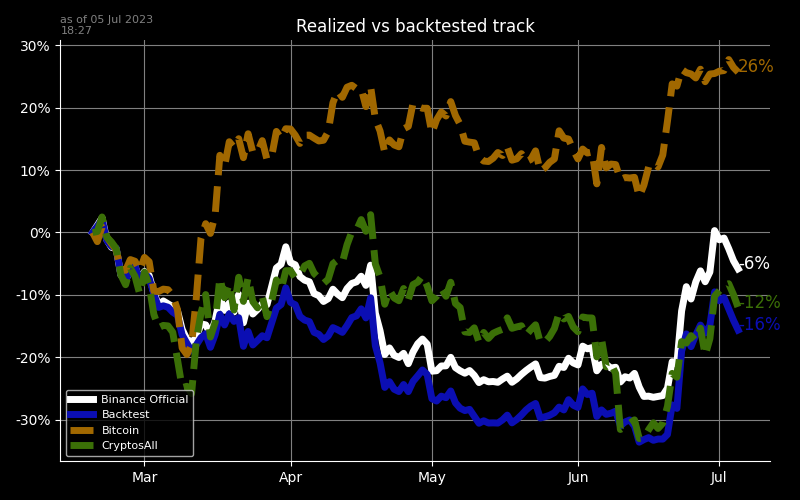 as of 05 Jul 2023
18:27
Realized vs backtested track
30%
20%
10%
0%
-10%
-20%
-30%
26%
-6%
-12%
-16%
Binance Official
Backtest
Bitcoin
CryptosAll
Mar
Apr
May
Jun
Jul